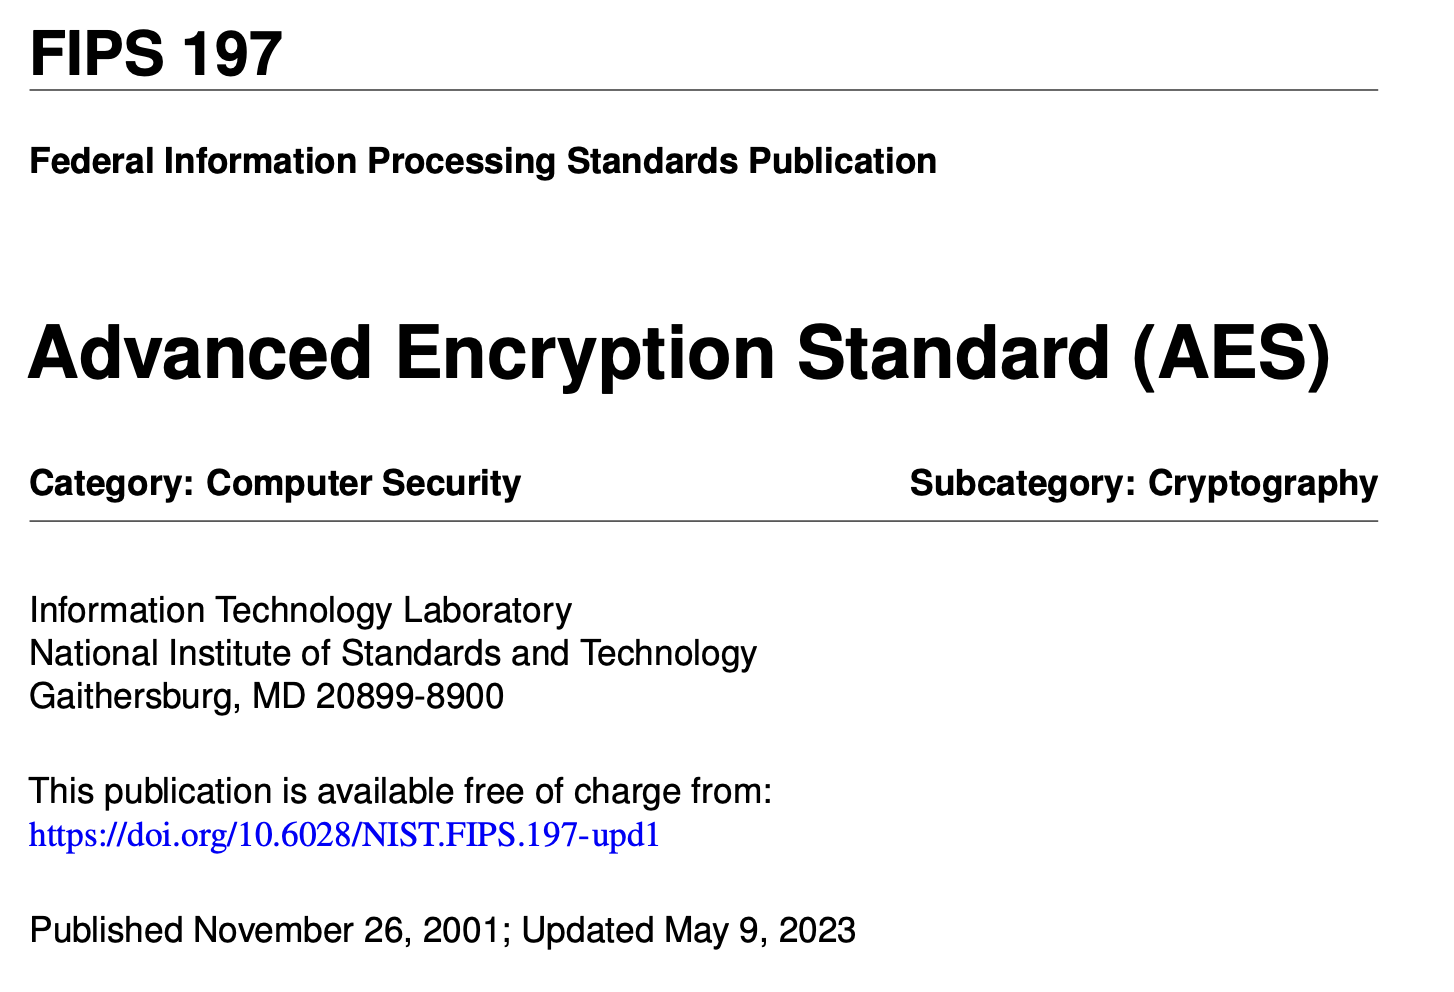 FIPS 197
Federal Information Processing Standards Publication
Advanced Encryption Standard (AES)
Category: Computer Security Subcategory: Cryptography
Information Technology Laboratory
National Institute of Standards and Technology
Gaithersburg, MD 20899-8900
This publication is available free of charge from:
https://doi.org/10.6028/NIST.FIPS.197-upd1
Published November 26, 2001; Updated May 9, 2023